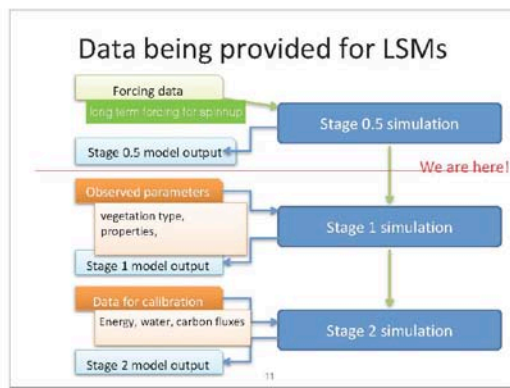 Data being provided for LSMs
Forcing data
long term forcing for spinnup
Stage 0.5 simulation
Stage 0.5 model output
We are here!
Observed parameters
vegetation type,
properties,
Stage 1 simulation
Stage 1 model output
Data for calibration
Energy, water, carbon fluxes
Stage 2 simulation
Stage 2 model output
11